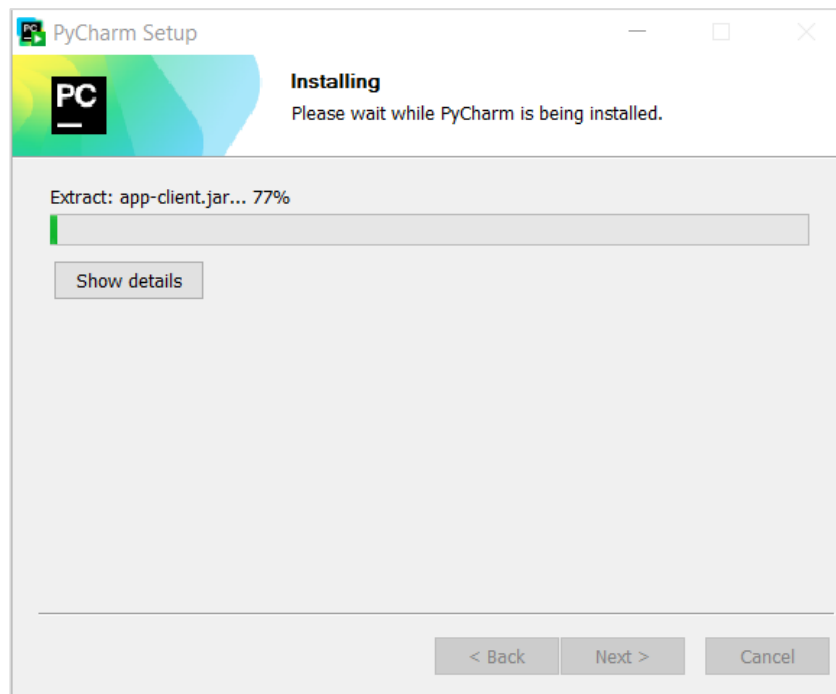 PyCharm Setup
PC
Installing
Please wait while PyCharm is being installed.
Extract: app-client.jar... 77%
Show details
< Back
Next >
Cancel